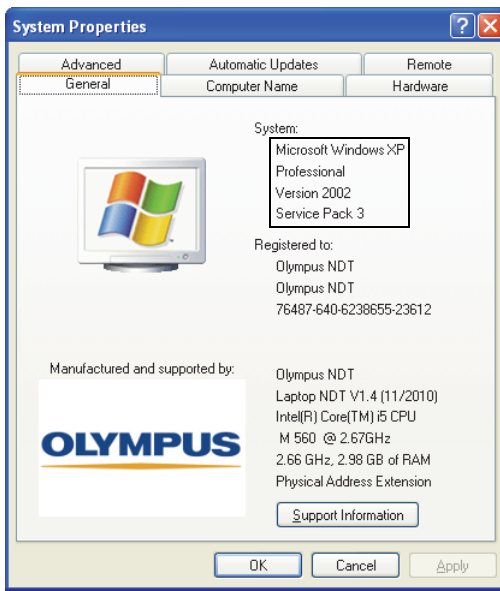 System Properties
Advanced
Automatic Updates
Remote
General
Computer Name
Hardware
System:
Microsoft Windows XP
Professional
Version 2002
Service Pack 3
Registered to:
Olympus NDT
Olympus NDT
76487-640-6238655-23612
Manufactured and supported by:
OLYMPUS
Olympus NDT
Laptop NDT V1.4 (11/2010)
Intel(R) Core(TM) i5 CPU
M 560 @ 2.67GHz
2.66 GHz, 2.98 GB of RAM
Physical Address Extension
Support Information
OK
Cancel
Apply